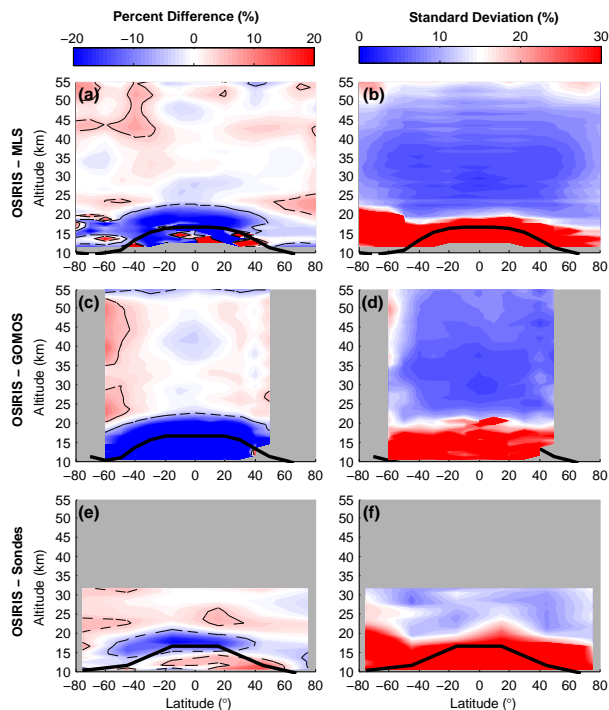 Percent Difference (%)
Standard Deviation (%)
−20 −10 0 10 20
0 10 20 30
OSIRIS − MLS
Altitude (km)
(a)
55
50
45
40
35
30
25
20
15
10
−80 −60 −40 −20 0 20 40 60 80
(b)
55
50
45
40
35
30
25
20
15
10
−80 −60 −40 −20 0 20 40 60 80
OSIRIS − GOMOS
Altitude (km)
(c)
55
50
45
40
35
30
25
20
15
10
−80 −60 −40 −20 0 20 40 60 80
(d)
55
50
45
40
35
30
25
20
15
10
−80 −60 −40 −20 0 20 40 60 80
OSIRIS − Sondes
Altitude (km)
(e)
55
50
45
40
35
30
25
20
15
10
−80 −60 −40 −20 0 20 40 60 80
Latitude (°)
(f)
55
50
45
40
35
30
25
20
15
10
−80 −60 −40 −20 0 20 40 60 80
Latitude (°)